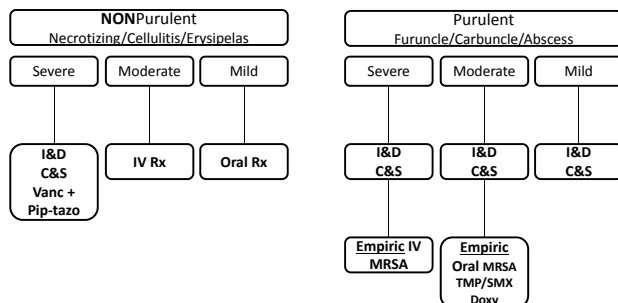 NONPurulent
Necrotizing/Cellulitis/Erysipelas
Severe
Moderate
Mild
I&D
C&S
Vanc +
Pip-tazo
IV Rx
Oral Rx
Purulent
Furuncle/Carbuncle/Abscess
Severe
Moderate
Mild
I&D
C&S
I&D
C&S
I&D
C&S
Empiric IV
MRSA
Empiric
Oral MRSA
TMP/SMX
Doxy